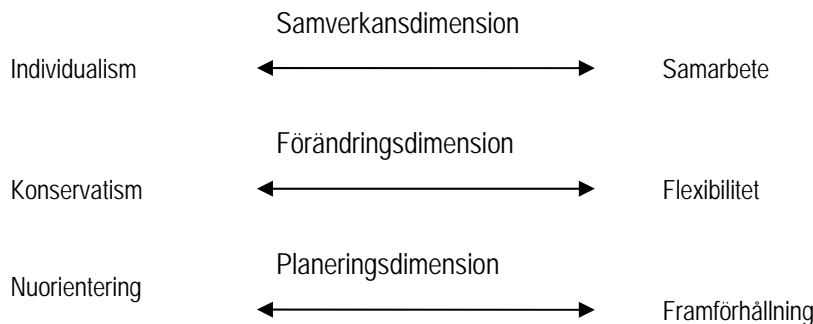 Samverkansdimension
Individualism Samarbete
Förändringsdimension
Konservatism Flexibilitet
Planeringsdimension
Nuorientering
Framförhållning